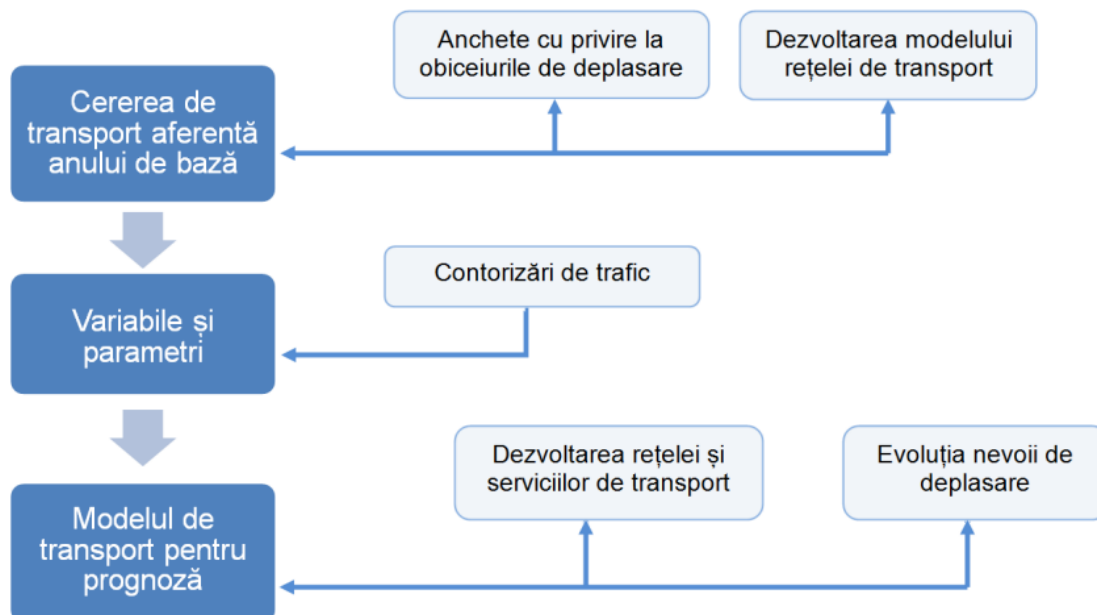 Anchete cu privire la
obiceiurile de deplasare
Dezvoltarea modelului
rețelei de transport
Cererea de
transport aferentă
anului de bază
Contorizări de trafic
Variabile și
parametri
Dezvoltarea rețelei și
serviciilor de transport
Evoluția nevoii de
deplasare
Modelul de
transport pentru
prognoză